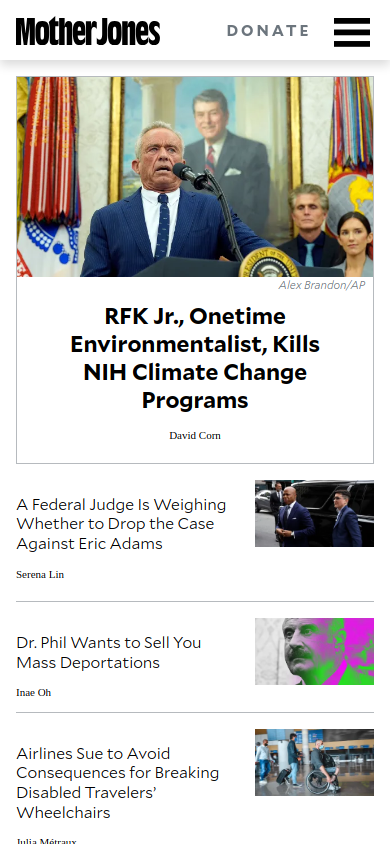 Mother Jones
DONATE
Alex Brandon/AP
RFK Jr., Onetime
Environmentalist, Kills
NIH Climate Change
Programs
David Corn
A Federal Judge Is Weighing
Whether to Drop the Case
Against Eric Adams
Serena Lin
Dr. Phil Wants to Sell You
Mass Deportations
Inae Oh
Airlines Sue to Avoid
Consequences for Breaking
Disabled Travelers’
Wheelchairs
Julia Métraux